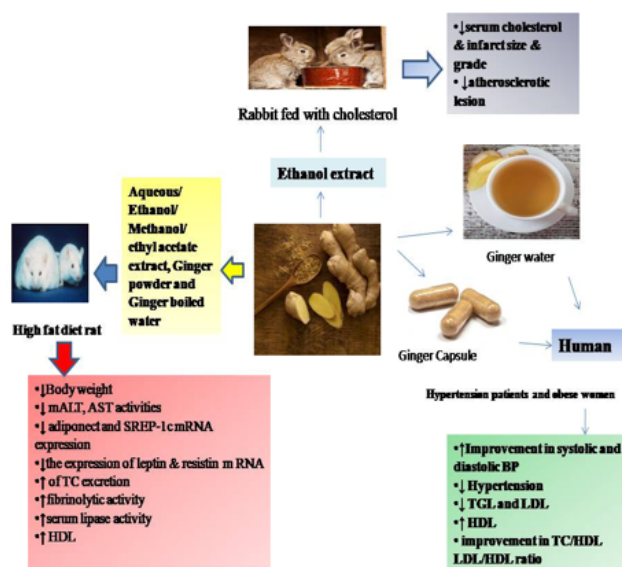 •↓serum cholesterol
& infarct size &
grade
• ↓atherosclerotic
lesion
Rabbit fed with cholesterol
Ethanol extract
Aqueous/
Ethanol/
Methanol/
ethyl acetate
extract, Ginger
powder and
Ginger boiled
water
Ginger water
High fat diet rat
Ginger Capsule
Human
Hypertension patients and obese women
•↓Body weight
•↓ mALT, AST activities
•↓ adiponect and SREP-1c mRNA
expression
•↓the expression of leptin & resistin m RNA
•↑ of TC excretion
•↑fibrinolytic activity
•↑serum lipase activity
•↑ HDL
•↑Improvement in systolic and
diastolic BP
•↓ Hypertension
•↓ TGL and LDL
•↑ HDL
• improvement in TC/HDL
LDL/HDL ratio